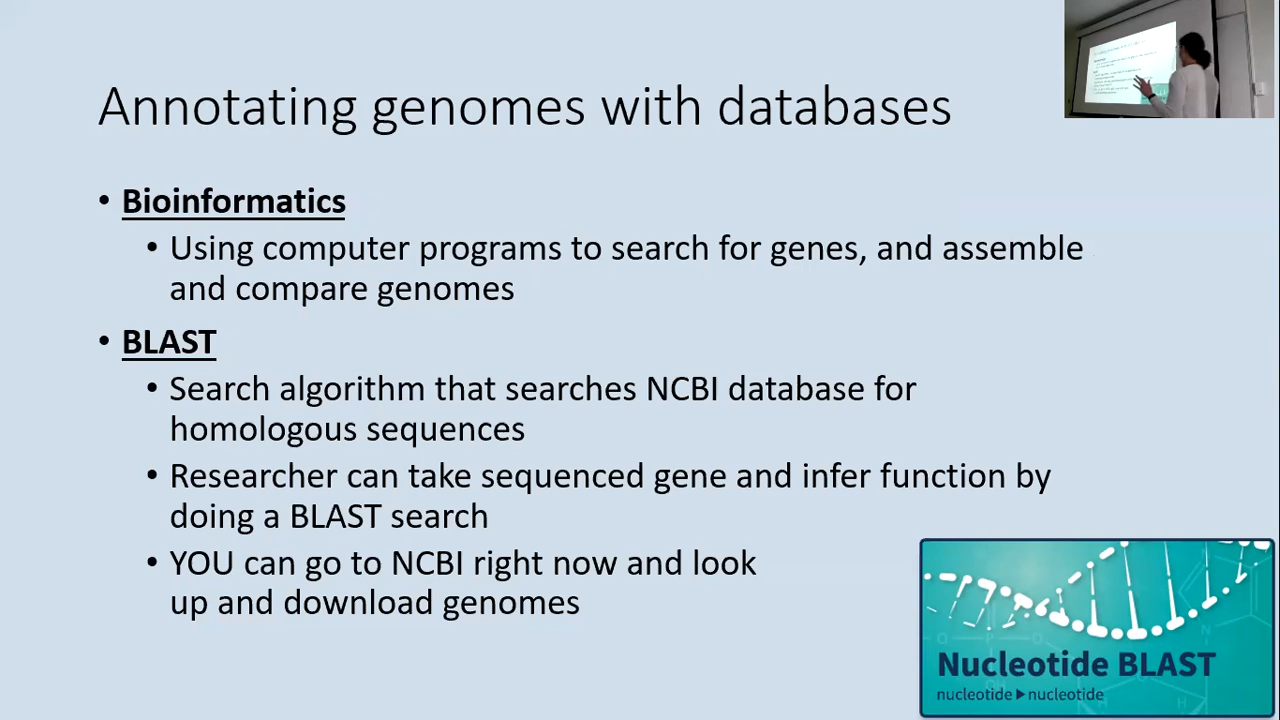 Annotating genomes with databases
• Bioinformatics
• Using computer programs to search for genes, and assemble
and compare genomes
• BLAST
• Search algorithm that searches NCBI database for
homologous sequences
• Researcher can take sequenced gene and infer function by
doing a BLAST search
• YOU can go to NCBI right now and look
up and download genomes
Nucleotide BLAST
nucleotide ▶ nucleotide